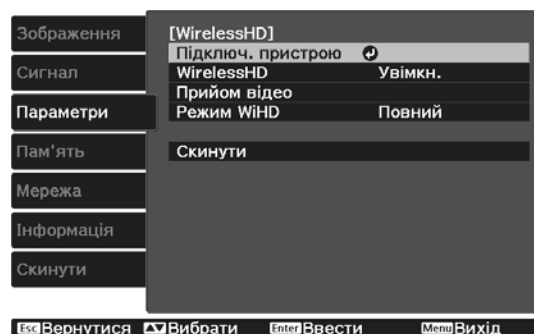 Зображення
Сигнал
Параметри
Пам'ять
Мережа
Інформація
Скинути
[WirelessHD]
Підключ. пристрою
WirelessHD Увімкн.
Прийом відео
Режим WiHD Повний
Скинути
Esc Вернутися Вибрати Enter Ввести Menu Вихід